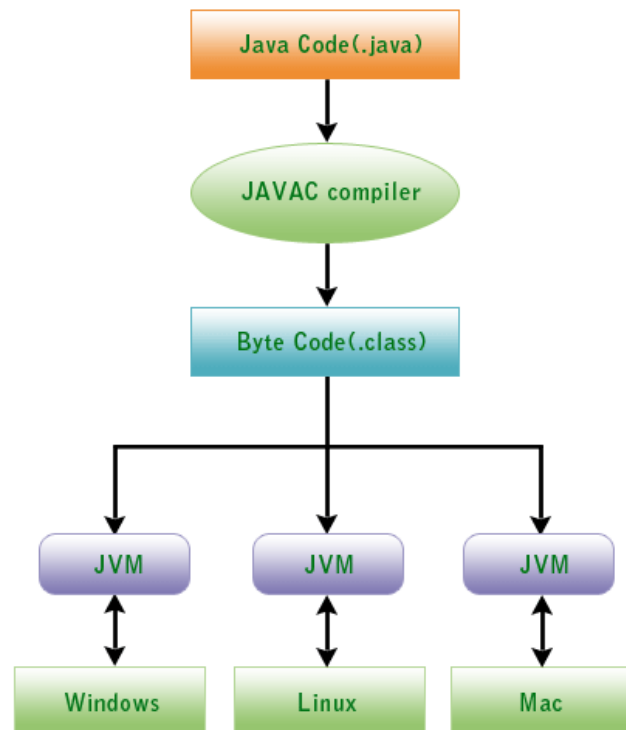 Java Code(.java)
JAVAC compiler
Byte Code(.class)
JVM
JVM
JVM
Windows
Linux
Mac